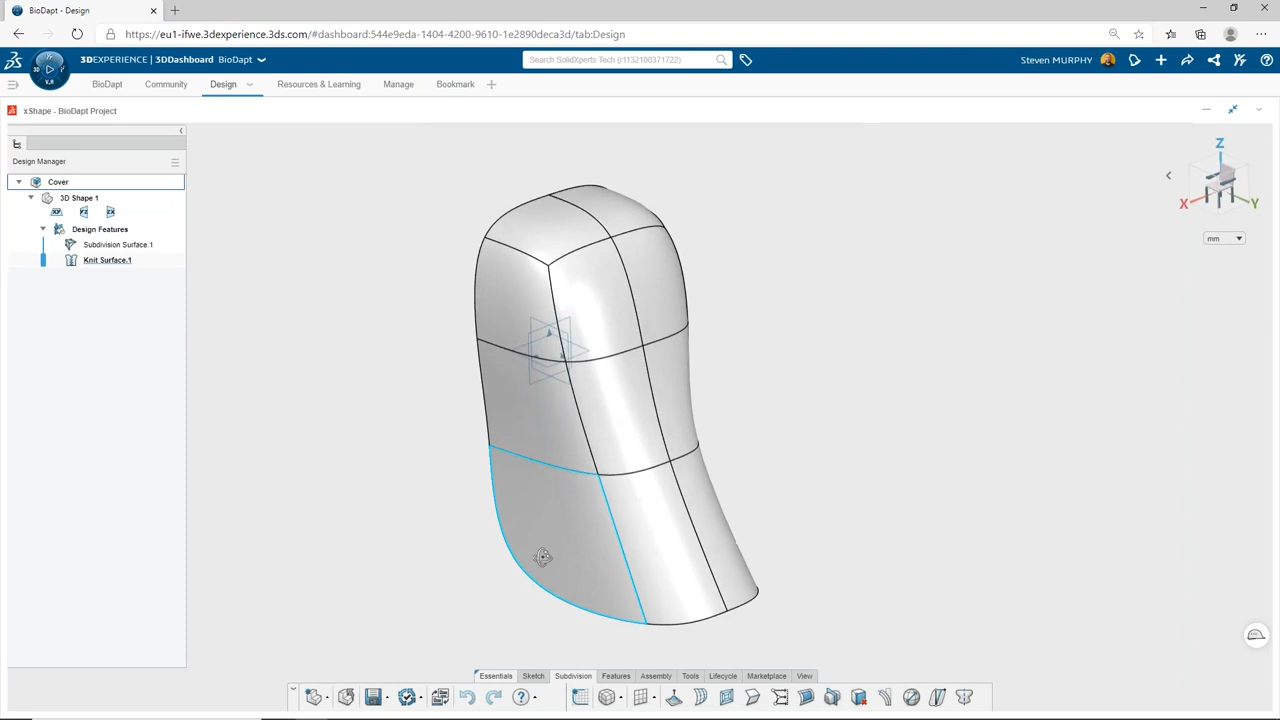 BioDapt - Design
https://eu1-ifwe.3dexperience.3ds.com/#dashboard:544e9eda-1404-4200-9610-1e2890deca3d/tab:Design
3DEXPERIENCE | 3DDashboard BioDapt
Search SolidXperts Tech (r1132100371722)
Steven MURPHY
BioDapt Community Design Resources & Learning Manage Bookmark
xShape - BioDapt Project
Design Manager
Cover
3D Shape 1
Design Features
Subdivision Surface.1
Knit Surface.1
Z
X Y
mm
Essentials Sketch Subdivision Features Assembly Tools Lifecycle Marketplace View